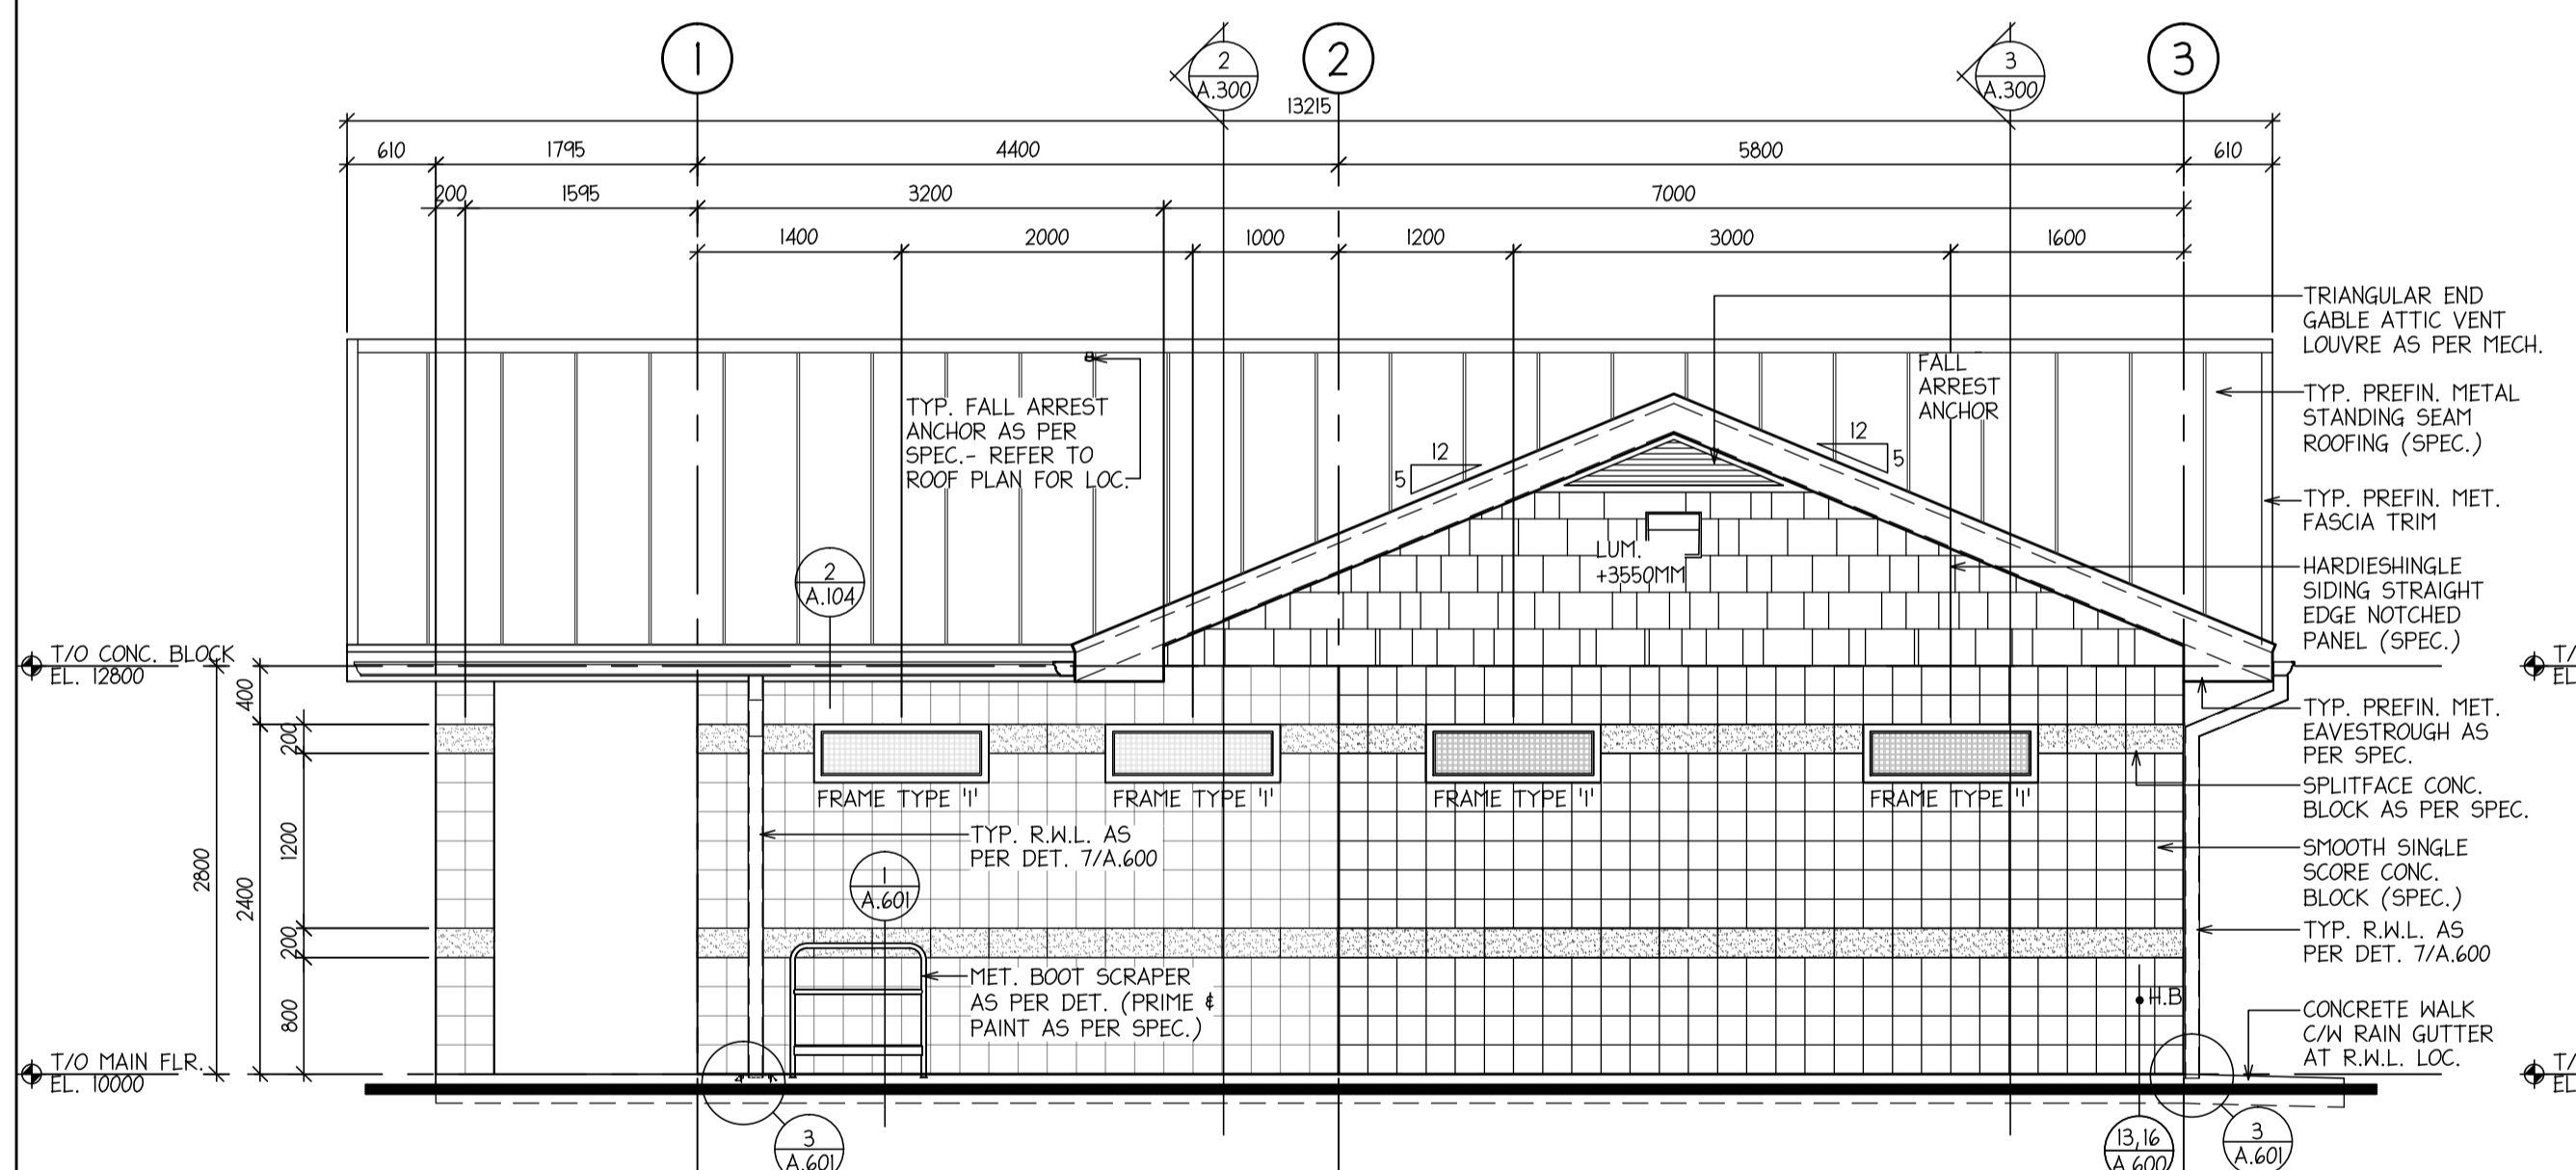 1
2
A.300
2
3
A.300
3
13215
610
1795
4400
5800
610
200
1595
3200
7000
1400
2000
1000
1200
3000
1600
TRIANGULAR END
GABLE ATTIC VENT
LOUVRE AS PER MECH.
FALL
ARREST
ANCHOR
TYP. PREFIN. METAL
STANDING SEAM
ROOFING (SPEC.)
TYP. FALL ARREST
ANCHOR AS PER
SPEC.- REFER TO
ROOF PLAN FOR LOC.
12
5
12
5
TYP. PREFIN. MET.
FASCIA TRIM
LUM.
+3550MM
2
A.104
HARDIESHINGLE
SIDING STRAIGHT
EDGE NOTCHED
PANEL (SPEC.)
T/O CONC. BLOCK
EL. 12800
T/
EL
400
200
1200
2800
2400
200
800
TYP. PREFIN. MET.
EAVESTROUGH AS
PER SPEC.
FRAME TYPE '1'
FRAME TYPE '1'
FRAME TYPE '1'
FRAME TYPE '1'
SPLITFACE CONC.
BLOCK AS PER SPEC.
TYP. R.W.L. AS
PER DET. 7/A.600
SMOOTH SINGLE
SCORE CONC.
BLOCK (SPEC.)
1
A.601
TYP. R.W.L. AS
PER DET. 7/A.600
MET. BOOT SCRAPER
AS PER DET. (PRIME &
PAINT AS PER SPEC.)
H.B
CONCRETE WALK
C/W RAIN GUTTER
AT R.W.L. LOC.
T/O MAIN FLR.
EL. 10000
T/
EL
3
A.601
13,16
A.600
3
A.601